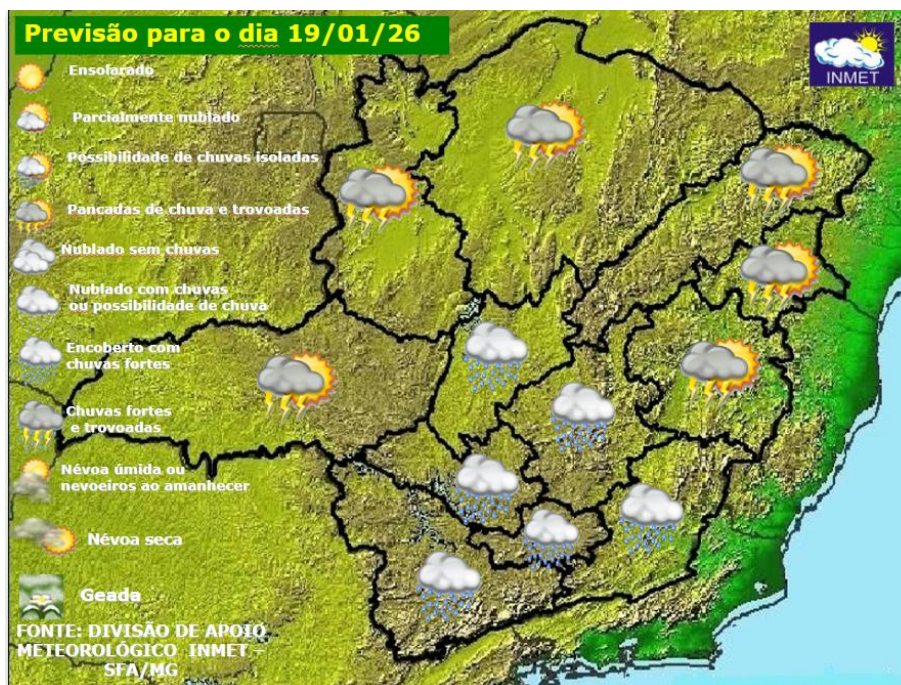 Previsão para o dia 19/01/26
INMET
Ensolarado
Parcialmente nublado
Possibilidade de chuvas isoladas
Pancadas de chuva e trovoadas
Nublado sem chuvas
Nublado com chuvas
ou possibilidade de chuva
Encoberto com
chuvas fortes
Chuvas fortes
e trovoadas
Névoa úmida ou
nevoeiros ao amanhecer
Névoa seca
Geada
FONTE: DIVISÃO DE APOIO
METEOROLÓGICO INMET –
SFA/MG